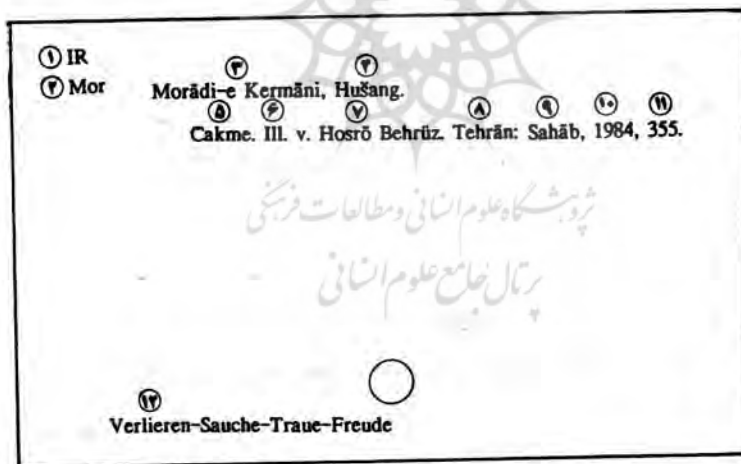 ① IR
② Mor
③ ④
Morādi-e Kermāni, Hušang.
⑤ ⑥ ⑦ ⑧ ⑨ ⑩ ⑪
Cakme. Ill. v. Hosrō Behrūz. Tehrān: Sahāb, 1984, 355.
پژوهشگاه علوم انسانی و مطالعات فرهنگی
پرتال جامع علوم انسانی
⑫
Verlieren-Sauche-Traue-Freude